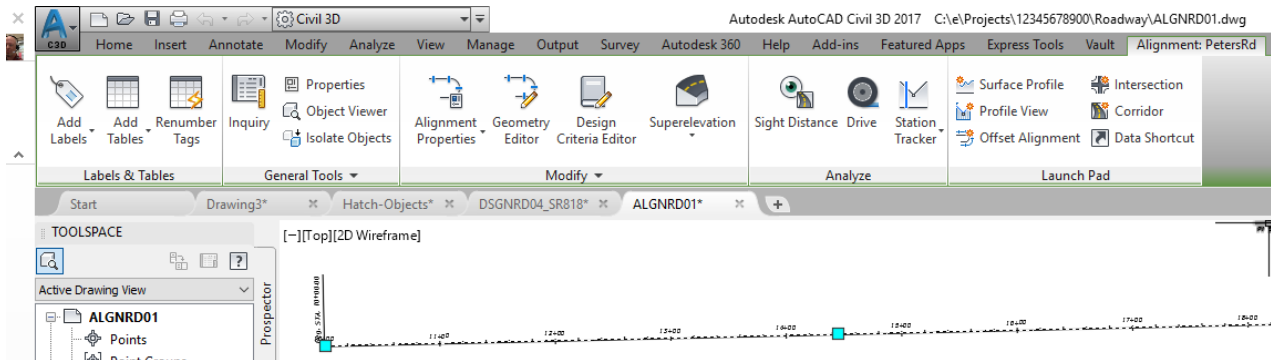 Civil 3D
Autodesk AutoCAD Civil 3D 2017 C:\e\Projects\12345678900\Roadway\ALGNRD01.dwg
C3D
Home Insert Annotate Modify Analyze View Manage Output Survey Autodesk 360 Help Add-ins Featured Apps Express Tools Vault Alignment: PetersRd
Add Labels
Add Tables
Renumber Tags
Inquiry
Properties
Object Viewer
Isolate Objects
Alignment Properties
Geometry Editor
Design Criteria Editor
Superelevation
Sight Distance
Drive
Station Tracker
Surface Profile
Profile View
Offset Alignment
Intersection
Corridor
Data Shortcut
Labels & Tables General Tools Modify Analyze Launch Pad
Start Drawing3* Hatch-Objects* DSGNRD04_SR818* ALGNRD01*
TOOLSPACE
[−][Top][2D Wireframe]
Active Drawing View
Prospector
ALGNRD01
Points
Point Groups
11+00 12+00 13+00 14+00 15+00 16+00 17+00 18+00